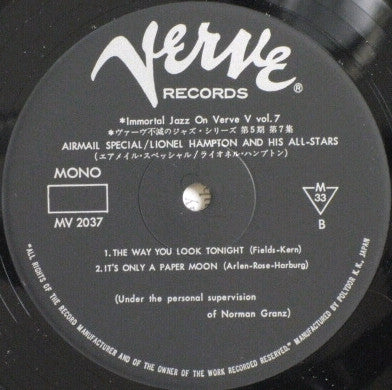 Verve
RECORDS ®
*Immortal Jazz On Verve V vol.7
*ヴァーヴ不滅のジャズ・シリーズ 第5期 第7集
AIRMAIL SPECIAL/LIONEL HAMPTON AND HIS ALL-STARS
(エアメイル・スペッシャル/ライオネル・ハンプトン)
MONO
MV 2037
M
33
B
1.THE WAY YOU LOOK TONIGHT (Fields-Kern)
2.IT'S ONLY A PAPER MOON (Arlen-Rose-Harburg)
(Under the personal supervision
of Norman Granz)
"ALL RIGHTS OF THE RECORD MANUFACTURER AND OF THE OWNER OF THE WORK RECORDED RESERVED." MANUFACTURED BY POLYDOR K.K., JAPAN